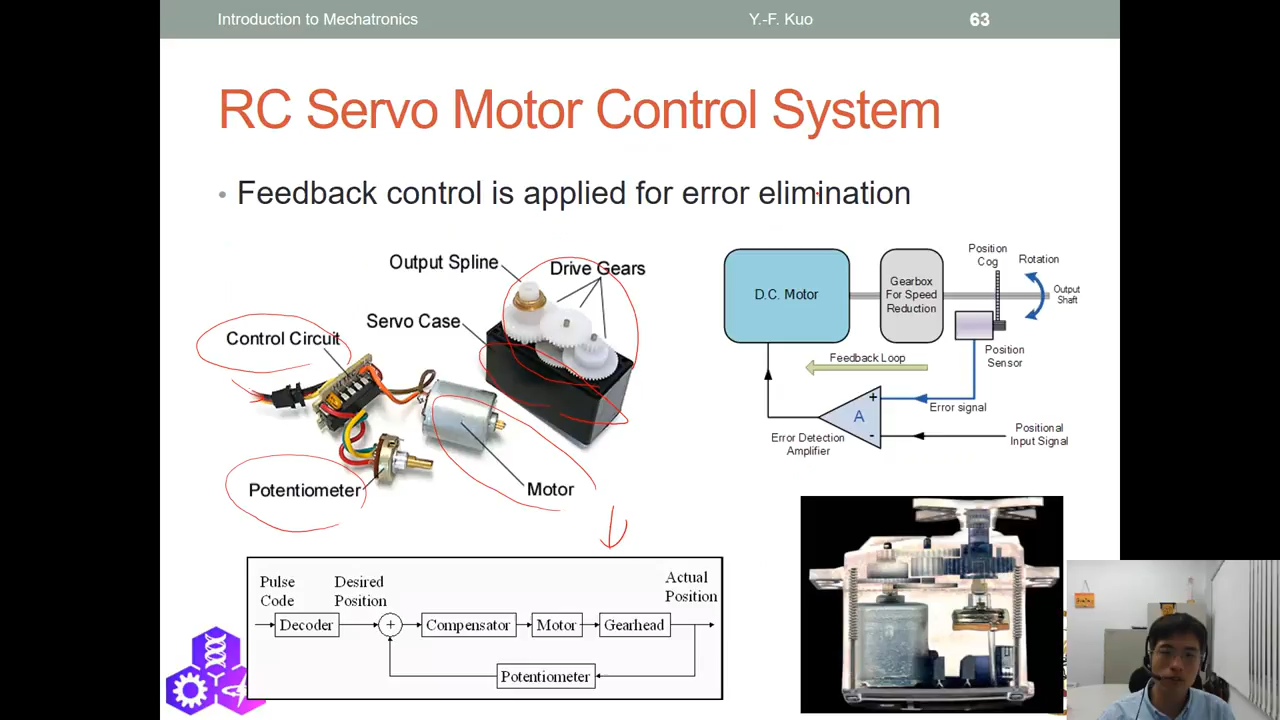 Introduction to Mechatronics
Y.-F. Kuo
63
RC Servo Motor Control System
• Feedback control is applied for error elimination
Output Spline
Drive Gears
Servo Case
Control Circuit
Potentiometer
Motor
Position
Cog
Rotation
D.C. Motor
Gearbox
For Speed
Reduction
Output
Shaft
Position
Sensor
Feedback Loop
A
+
-
Error signal
Error Detection
Amplifier
Positional
Input Signal
Pulse
Code
Desired
Position
Actual
Position
Decoder
+
Compensator
Motor
Gearhead
Potentiometer